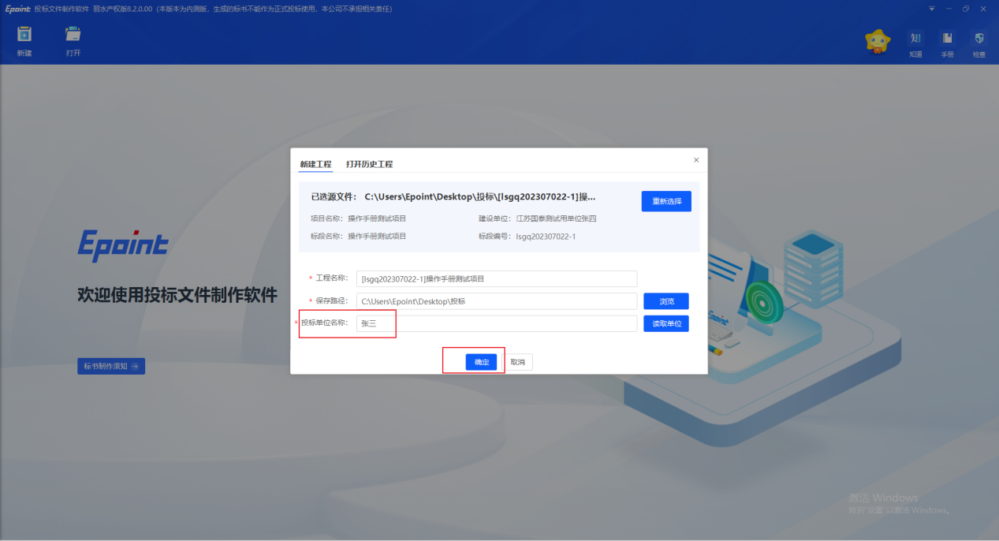 Epoint 投标文件制作软件 丽水产权版8.2.0.00（本版本为内测版，生成的标书不能作为正式投标使用，本公司不承担相关责任）
新建 打开 知 知道 手册 检查
新建工程 打开历史工程
已选源文件： C:\Users\Epoint\Desktop\投标\[lsgq202307022-1]操...
重新选择
项目名称： 操作手册测试项目 建设单位： 江苏国泰测试用单位张四
标段名称： 操作手册测试项目 标段编号： lsgq202307022-1
* 工程名称： [lsgq202307022-1]操作手册测试项目
* 保存路径： C:\Users\Epoint\Desktop\投标 浏览
* 投标单位名称： 张三 读取单位
确定 取消
Epoint
欢迎使用投标文件制作软件
标书制作须知
Epoint
激活 Windows
转到"设置"以激活 Windows。